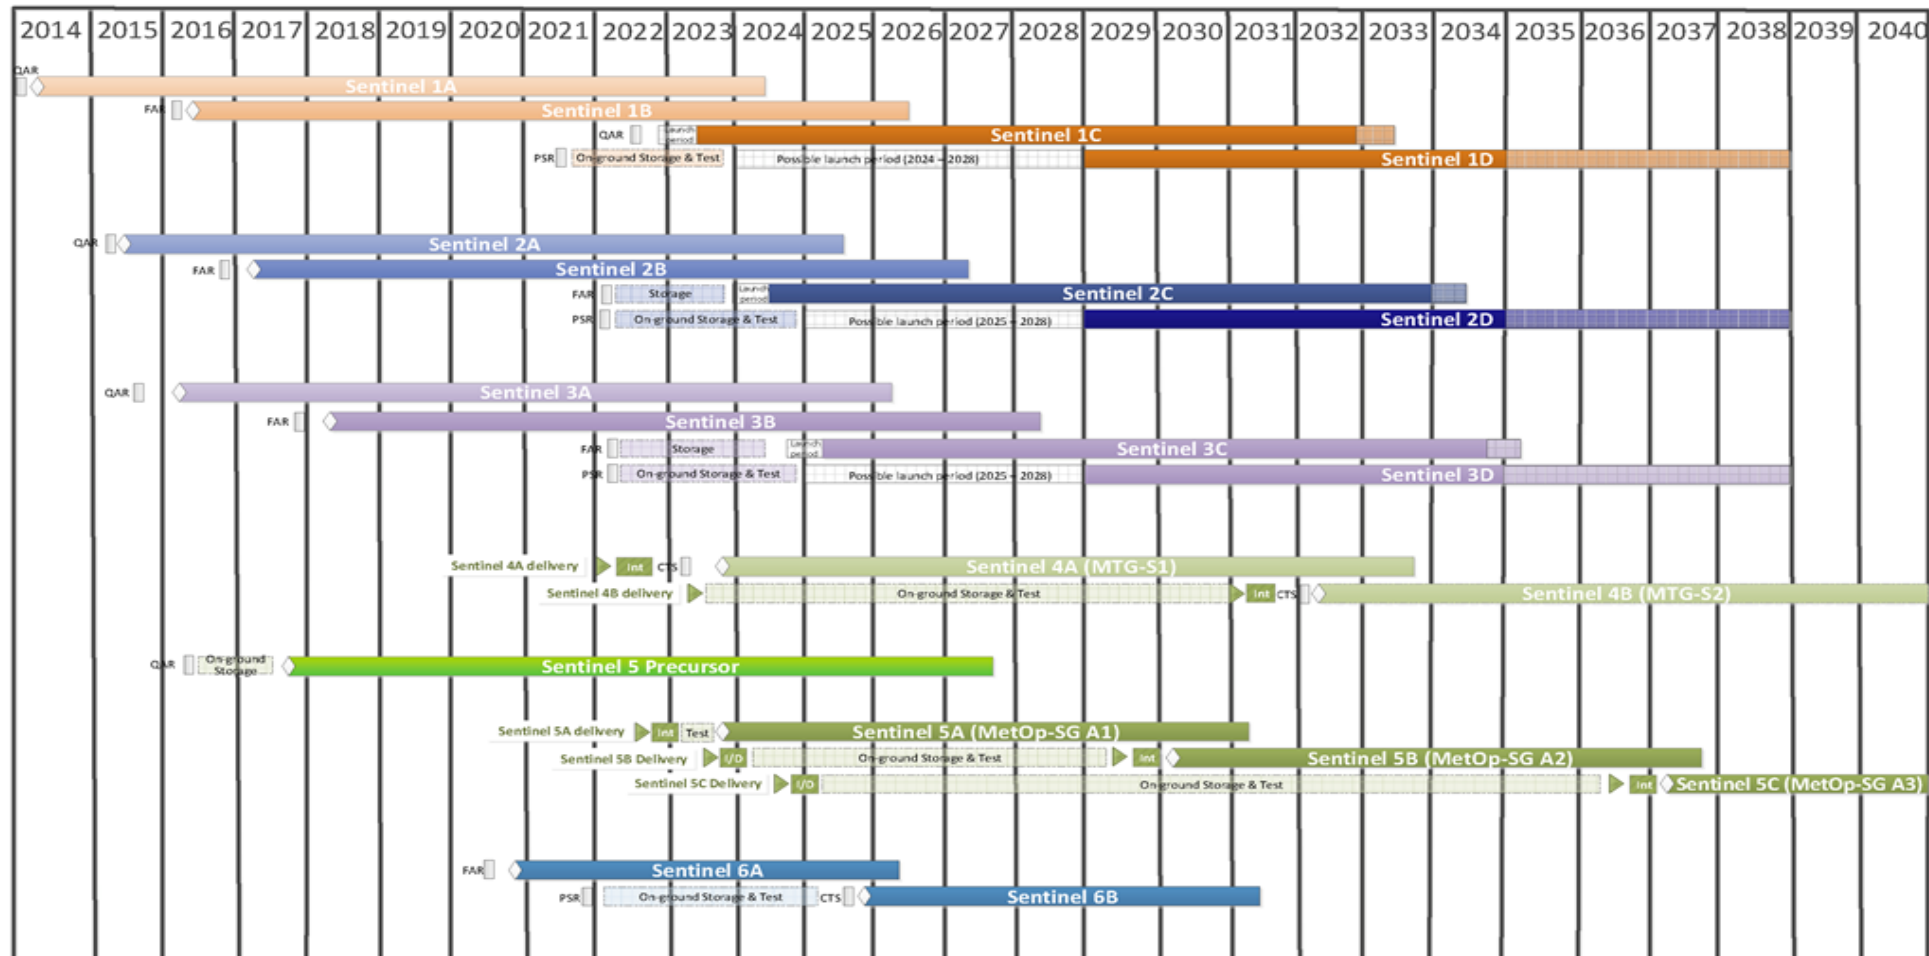 2014 2015 2016 2017 2018 2019 2020 2021 2022 2023 2024 2025 2026 2027 2028 2029 2030 2031 2032 2033 2034 2035 2036 2037 2038 2039 2040
QAR Sentinel 1A
FAR Sentinel 1B
QAR Launch period Sentinel 1C
PSR On-ground Storage & Test Possible launch period (2024 – 2028) Sentinel 1D
QAR Sentinel 2A
FAR Sentinel 2B
FAR Storage Launch period Sentinel 2C
PSR On-ground Storage & Test Possible launch period (2025 – 2028) Sentinel 2D
QAR Sentinel 3A
FAR Sentinel 3B
FAR Storage Launch period Sentinel 3C
PSR On-ground Storage & Test Possible launch period (2025 – 2028) Sentinel 3D
Sentinel 4A delivery Int CTS Sentinel 4A (MTG-S1)
Sentinel 4B delivery On-ground Storage & Test Int CTS Sentinel 4B (MTG-S2)
QAR On-ground Storage Sentinel 5 Precursor
Sentinel 5A delivery Int Test Sentinel 5A (MetOp-SG A1)
Sentinel 5B Delivery I/D On-ground Storage & Test Int Sentinel 5B (MetOp-SG A2)
Sentinel 5C Delivery I/D On-ground Storage & Test Int Sentinel 5C (MetOp-SG A3)
FAR Sentinel 6A
PSR On-ground Storage & Test CTS Sentinel 6B